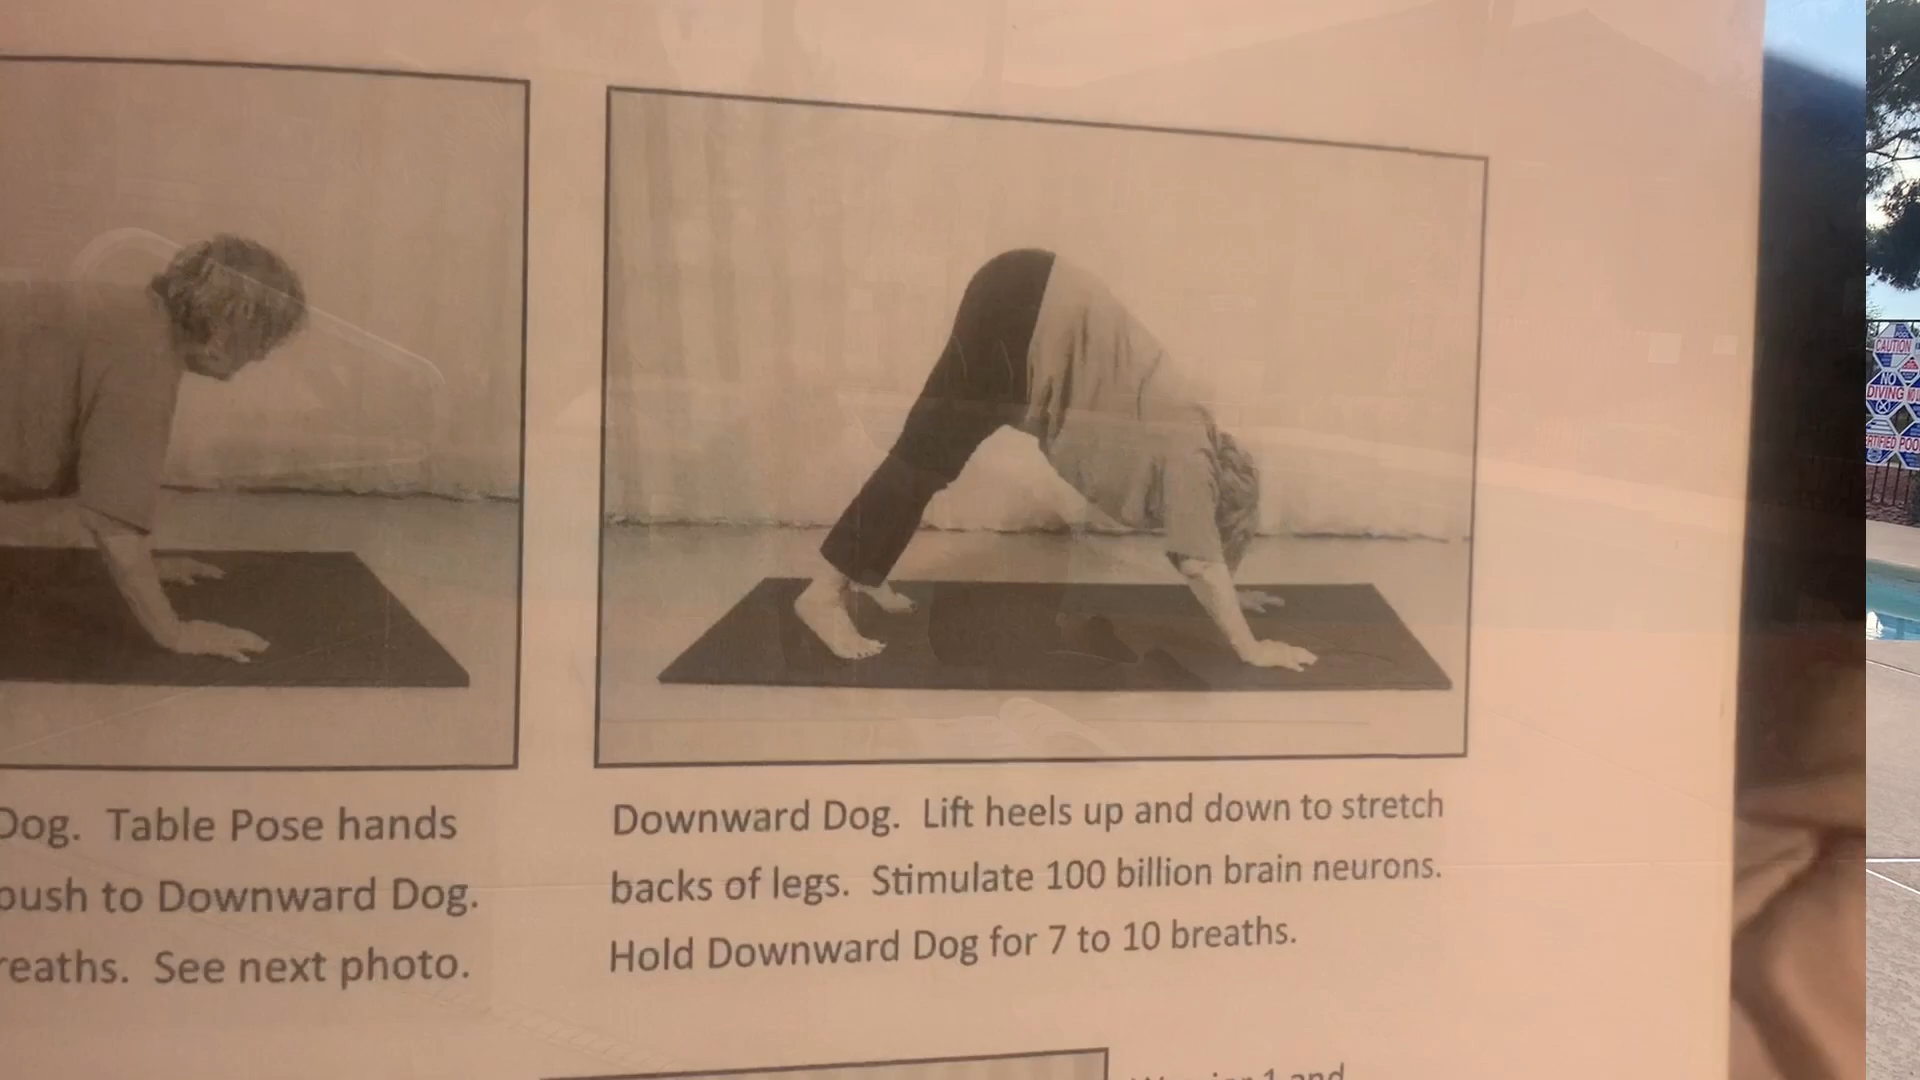 Dog. Table Pose hands
push to Downward Dog.
See next photo.
Downward Dog. Lift heels up and down to stretch
backs of legs. Stimulate 100 billion brain neurons.
Hold Downward Dog for 7 to 10 breaths.
1 and
CAUTION
NO
DIVING